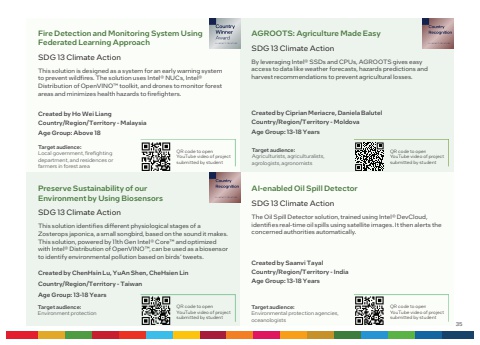 Fire Detection and Monitoring System Using
Federated Learning Approach
Country
Winner
Award
SDG 13 Climate Action
This solution is designed as a system for an early warning system
to prevent wildfires. The solution uses Intel® NUCs, Intel®
Distribution of OpenVINO™ toolkit, and drones to monitor forest
areas and minimizes health hazards to firefighters.
Created by Ho Wei Liang
Country/Region/Territory - Malaysia
Age Group: Above 18
Target audience:
Local government, firefighting
department, and residences or
farmers in forest area
QR code to open
YouTube video of project
submitted by student
AGROOTS: Agriculture Made Easy
Country
Recognition
SDG 13 Climate Action
By leveraging Intel® SSDs and CPUs, AGROOTS gives easy
access to data like weather forecasts, hazards predictions and
harvest recommendations to prevent agricultural losses.
Created by Ciprian Meriacre, Daniela Balutel
Country/Region/Territory - Moldova
Age Group: 13-18 Years
Target audience:
Agriculturists, agriculturalists,
agrologists, agronomists
QR code to open
YouTube video of project
submitted by student
Preserve Sustainability of our
Environment by Using Biosensors
Country
Recognition
SDG 13 Climate Action
This solution identifies different physiological stages of a
Zosterops japonica, a small songbird, based on the sound it makes.
This solution, powered by 11th Gen Intel® Core™ and optimized
with Intel® Distribution of OpenVINO™, can be used as a biosensor
to identify environmental pollution based on birds' tweets.
Created by ChenHsin Lu, YuAn Shen, CheHsien Lin
Country/Region/Territory - Taiwan
Age Group: 13-18 Years
Target audience:
Environment protection
QR code to open
YouTube video of project
submitted by student
AI-enabled Oil Spill Detector
SDG 13 Climate Action
The Oil Spill Detector solution, trained using Intel® DevCloud,
identifies real-time oil spills using satellite images. It then alerts the
concerned authorities automatically.
Created by Saanvi Tayal
Country/Region/Territory - India
Age Group: 13-18 Years
Target audience:
Environmental protection agencies,
oceanologists
QR code to open
YouTube video of project
submitted by student
35